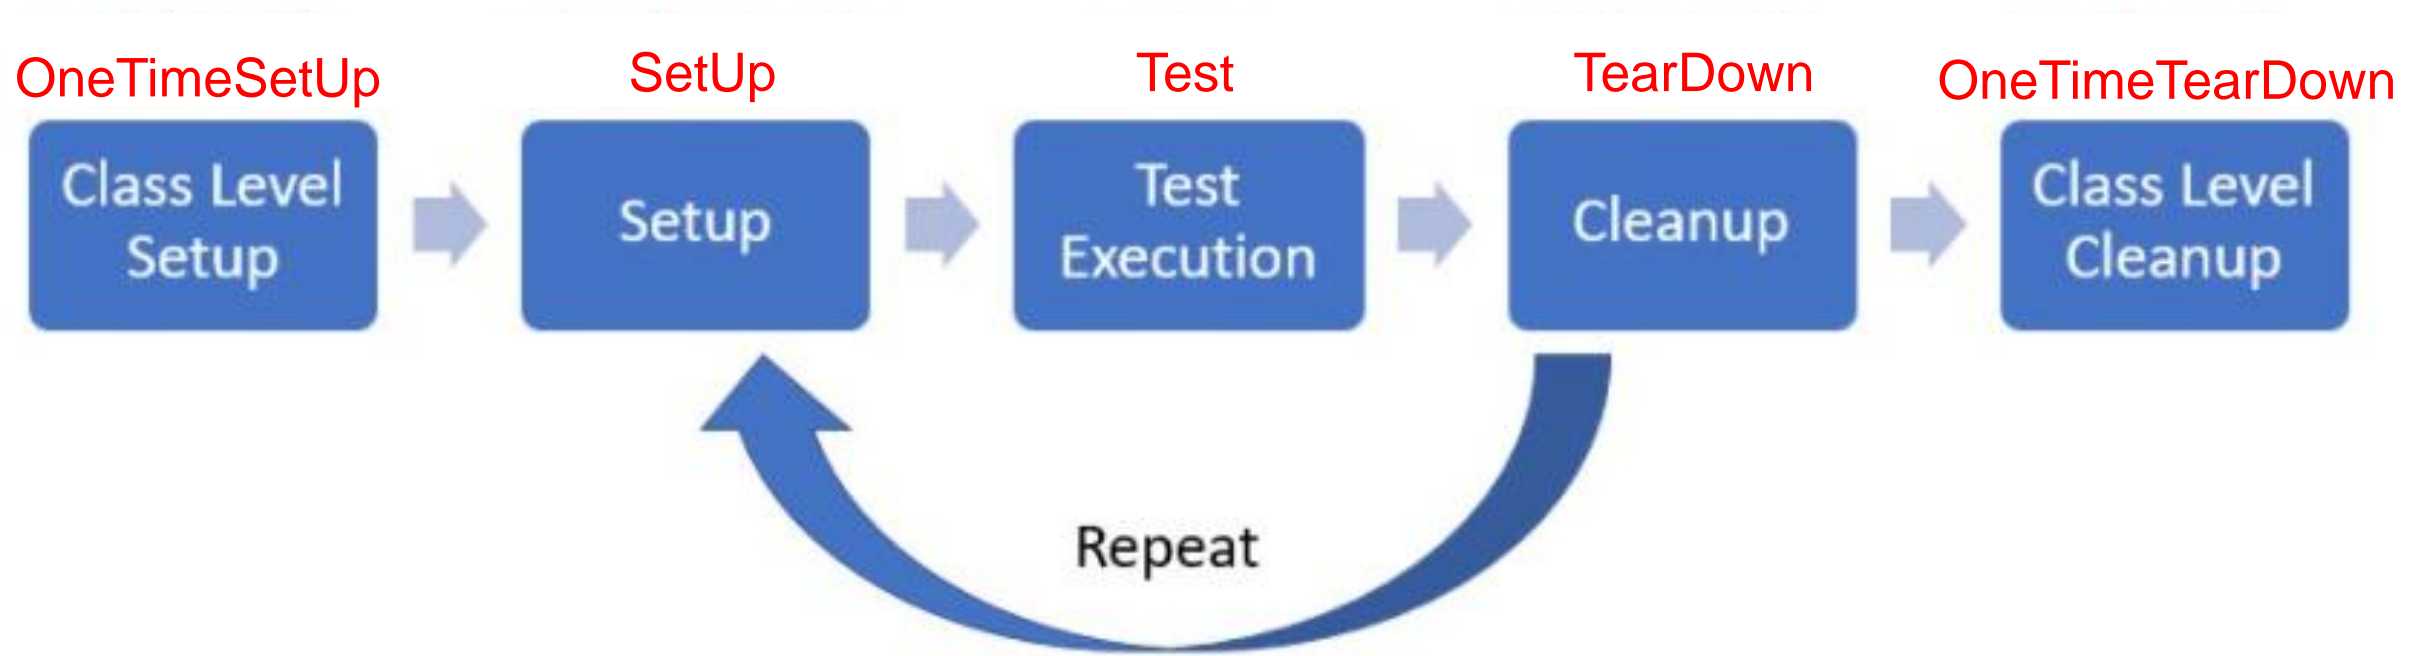 OneTimeSetUp
SetUp
Test
TearDown
OneTimeTearDown
Class Level
Setup
Setup
Test
Execution
Cleanup
Class Level
Cleanup
Repeat